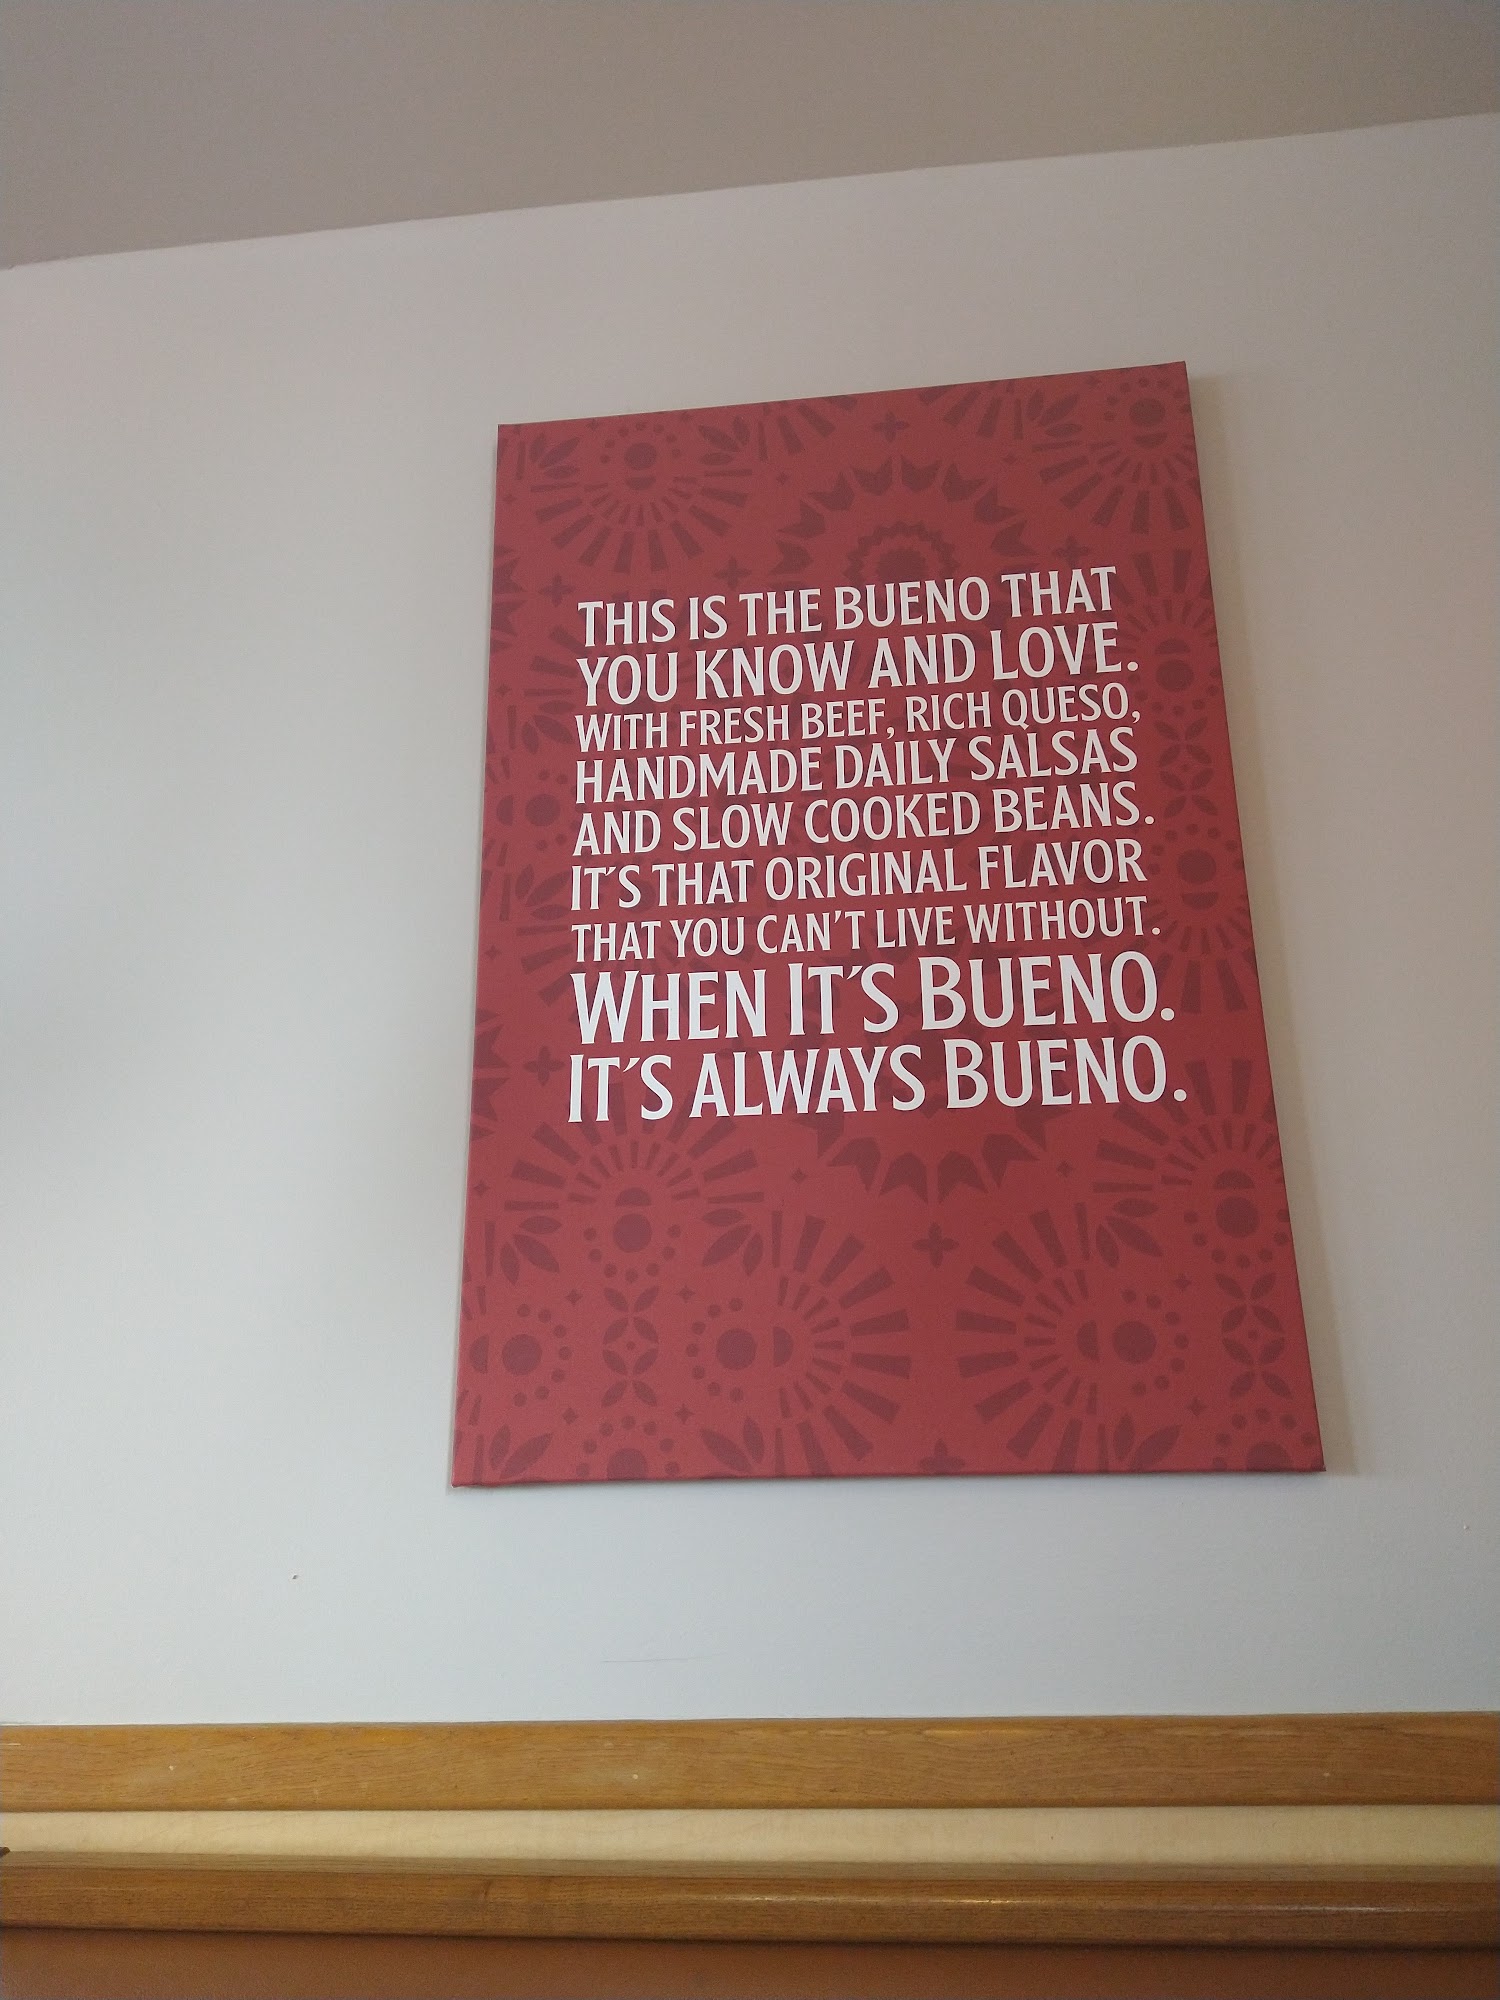 THIS IS THE BUENO THAT
YOU KNOW AND LOVE.
WITH FRESH BEEF, RICH QUESO,
HANDMADE DAILY SALSAS
AND SLOW COOKED BEANS.
IT´S THAT ORIGINAL FLAVOR
THAT YOU CAN'T LIVE WITHOUT.
WHEN IT´S BUENO.
IT´S ALWAYS BUENO.